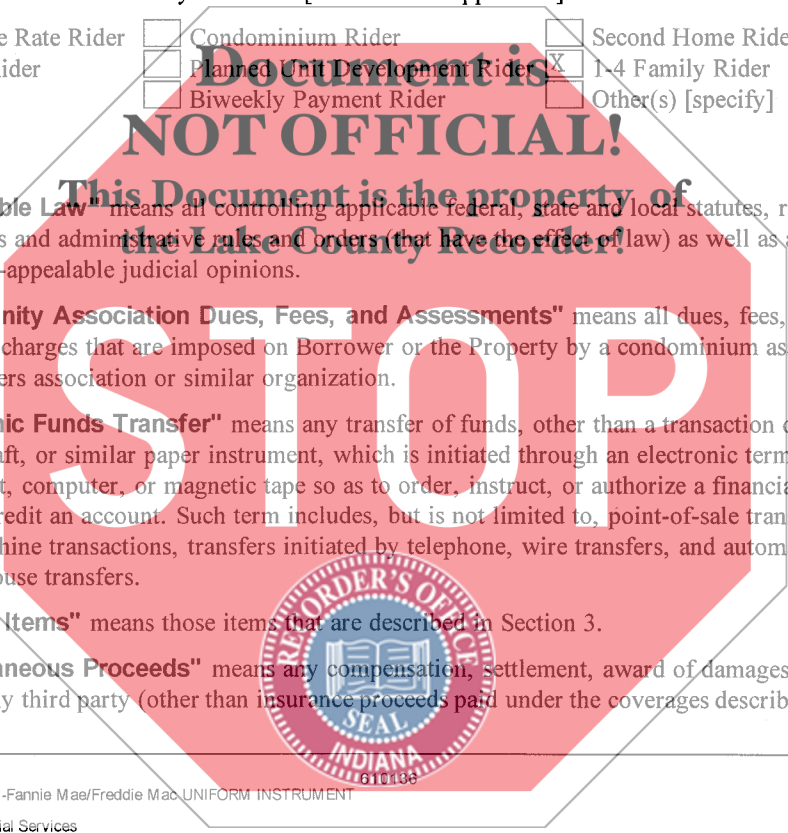 e Rate Rider Condominium Rider Second Home Ride
ider Planned Unit Development Rider X 1-4 Family Rider
Biweekly Payment Rider Other(s) [specify]
Document is
NOT OFFICIAL!
This Document is the property of
the Lake County Recorder!
ble Law" means all controlling applicable federal, state and local statutes, r
s and administrative rules and orders (that have the effect of law) as well as a
-appealable judicial opinions.
nity Association Dues, Fees, and Assessments" means all dues, fees,
charges that are imposed on Borrower or the Property by a condominium as
ers association or similar organization.
STOP
nic Funds Transfer" means any transfer of funds, other than a transaction o
aft, or similar paper instrument, which is initiated through an electronic term
t, computer, or magnetic tape so as to order, instruct, or authorize a financia
redit an account. Such term includes, but is not limited to, point-of-sale tran
hine transactions, transfers initiated by telephone, wire transfers, and autom
ouse transfers.
Items" means those items that are described in Section 3.
aneous Proceeds" means any compensation, settlement, award of damages
y third party (other than insurance proceeds paid under the coverages describ
RECORDER'S OFFICE
SEAL
INDIANA
610136
-Fannie Mae/Freddie Mac UNIFORM INSTRUMENT
ial Services